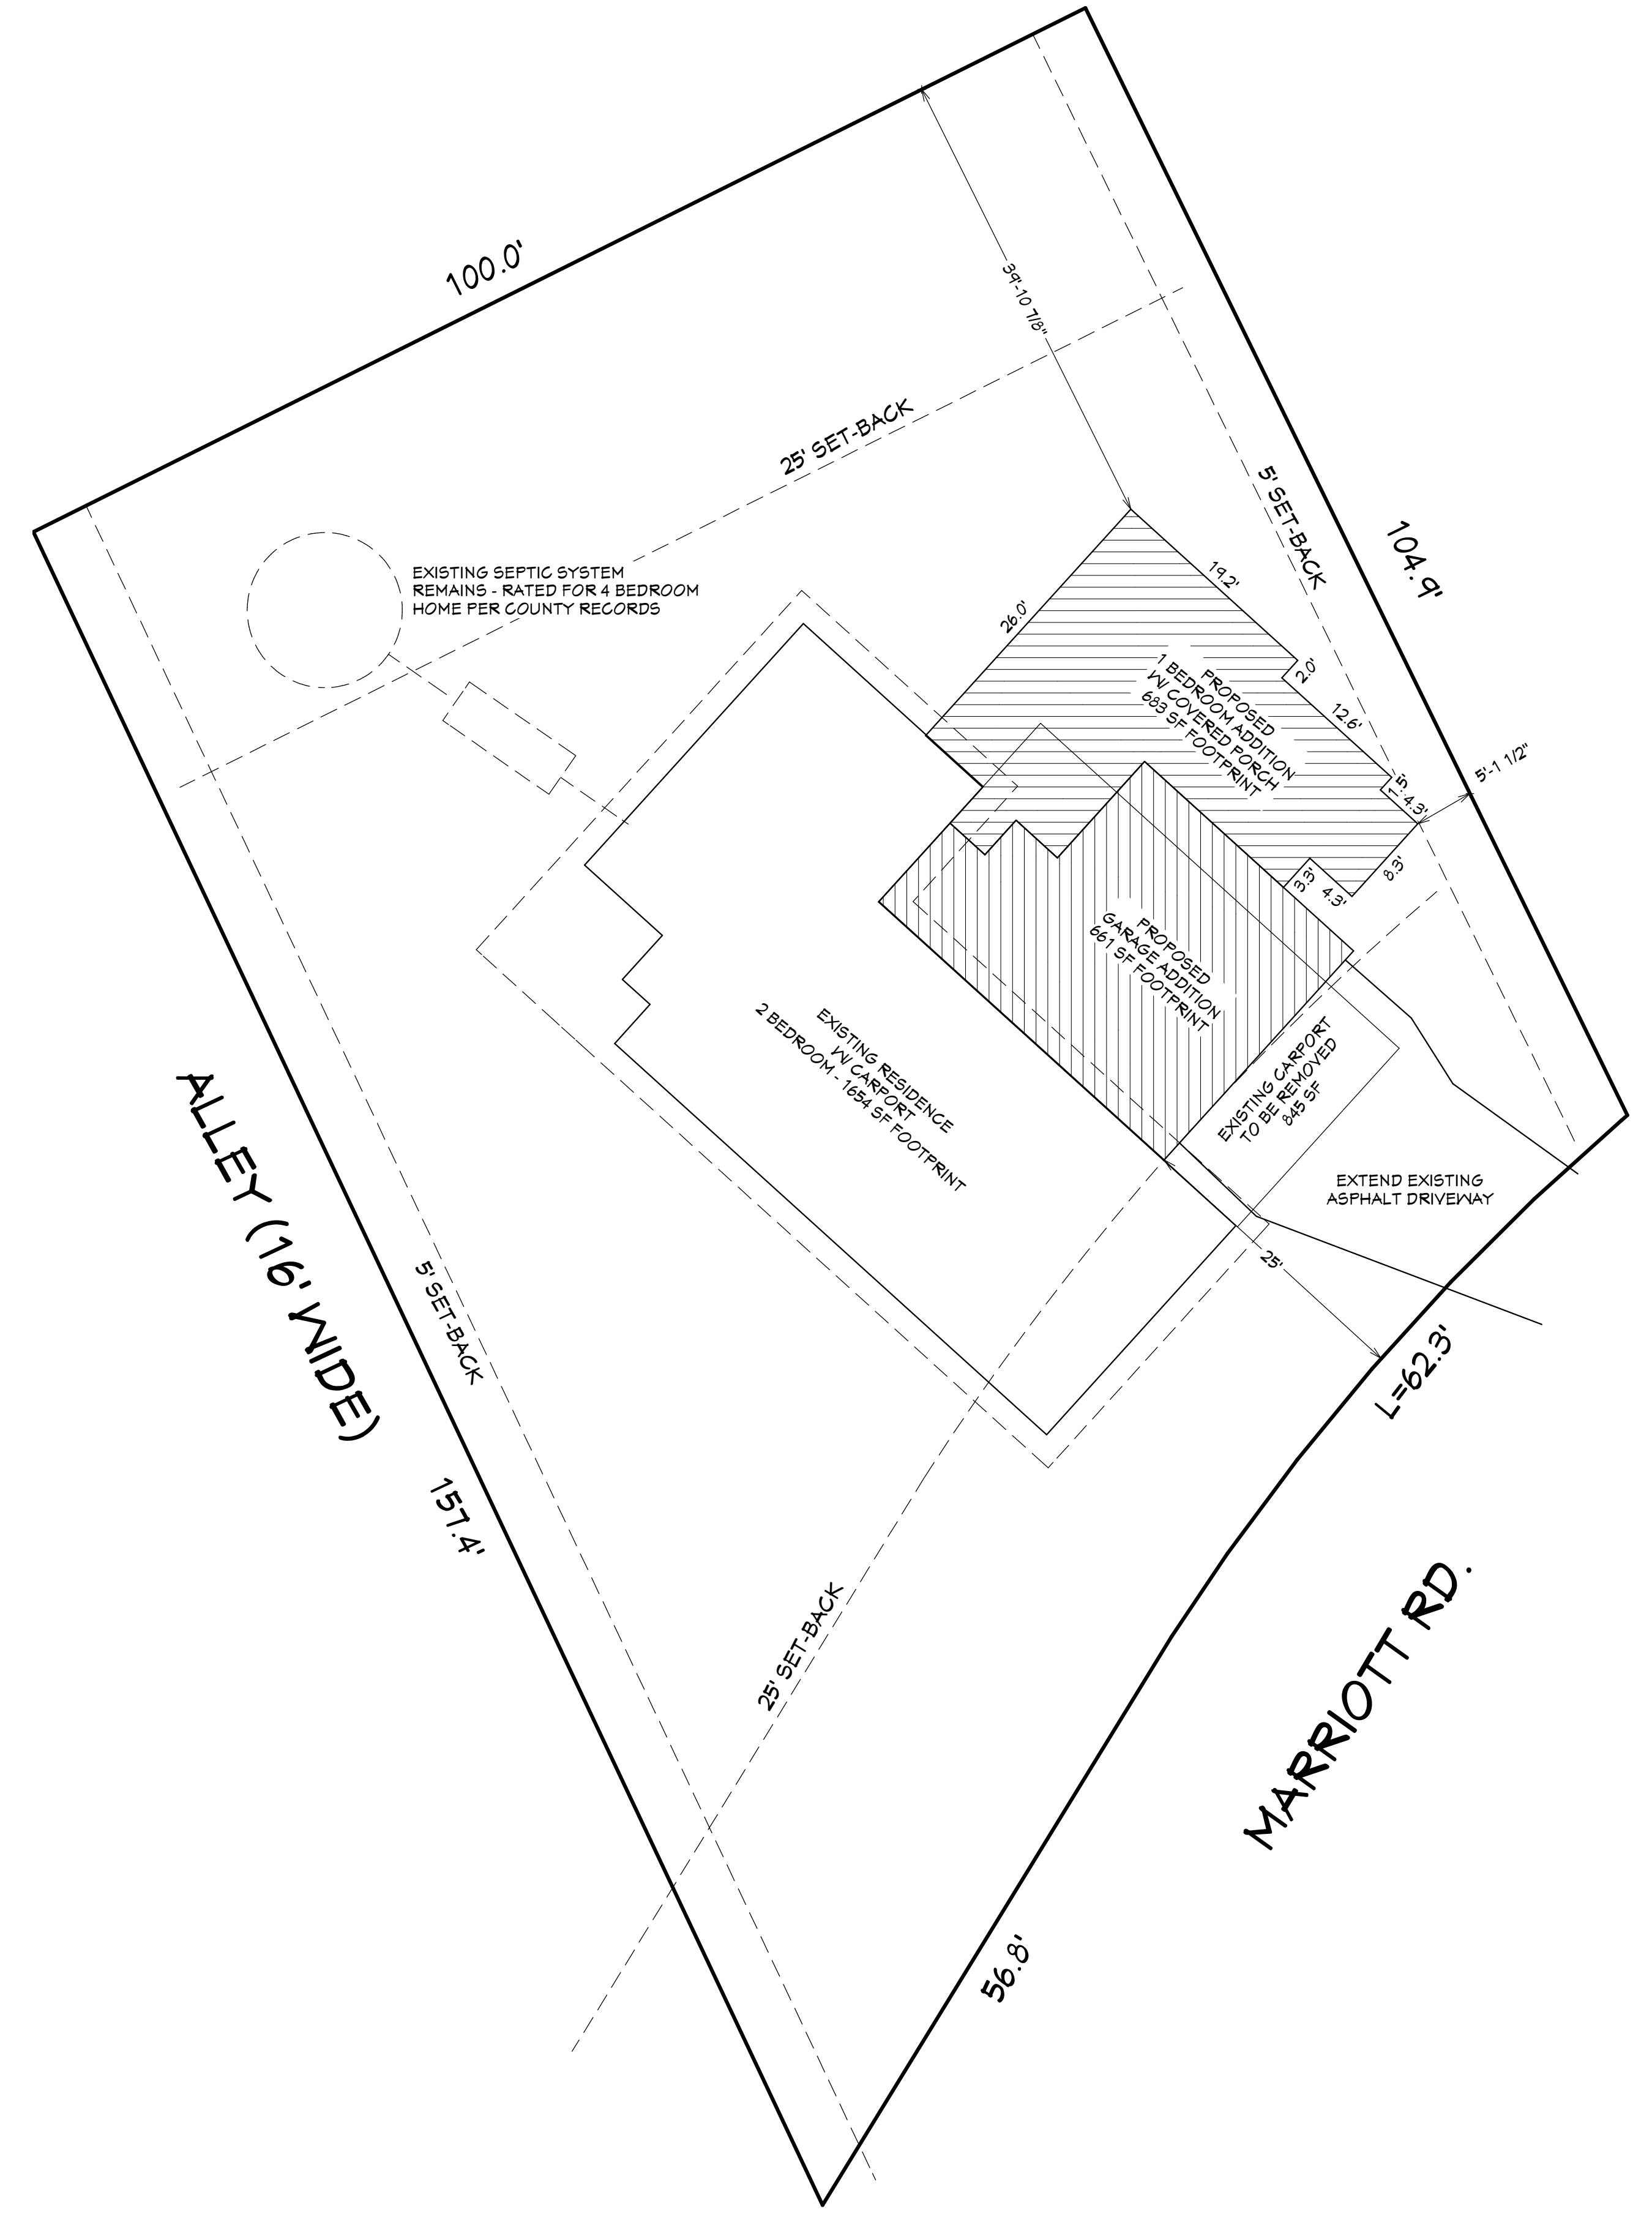 100.0'
39'-10 7/8"
25' SET-BACK
5' SET-BACK
104.9'
EXISTING SEPTIC SYSTEM
REMAINS - RATED FOR 4 BEDROOM
HOME PER COUNTY RECORDS
26.0'
19.2'
2.0'
12.6'
1.5'
4.3'
5'-1 1/2"
PROPOSED
1 BEDROOM ADDITION
W/ COVERED PORCH
683 SF FOOTPRINT
8.3'
3.3'
4.3'
PROPOSED
GARAGE ADDITION
661 SF FOOTPRINT
EXISTING RESIDENCE
W/ CARPORT
2 BEDROOM - 1654 SF FOOTPRINT
EXISTING CARPORT
TO BE REMOVED
845 SF
EXTEND EXISTING
ASPHALT DRIVEWAY
25'
L=62.3'
ALLEY (16' WIDE)
5' SET-BACK
157.4'
25' SET-BACK
MARRIOTT RD.
56.8'